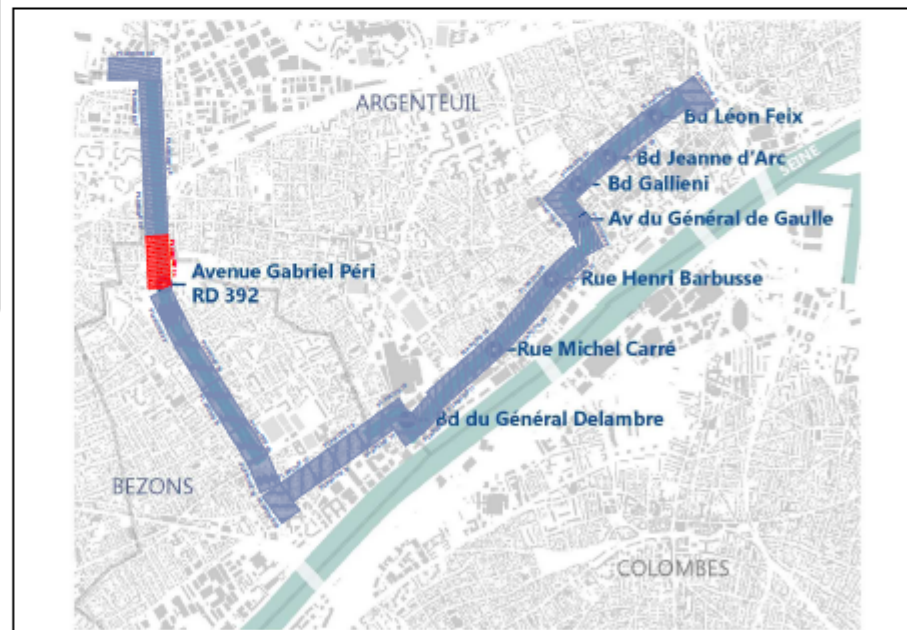 ARGENTEUIL
Bd Léon Feix
Bd Jeanne d'Arc
SEINE
Bd Gallieni
Av du Général de Gaulle
Avenue Gabriel Péri
RD 392
Rue Henri Barbusse
Rue Michel Carré
Bd du Général Delambre
BEZONS
COLOMBES